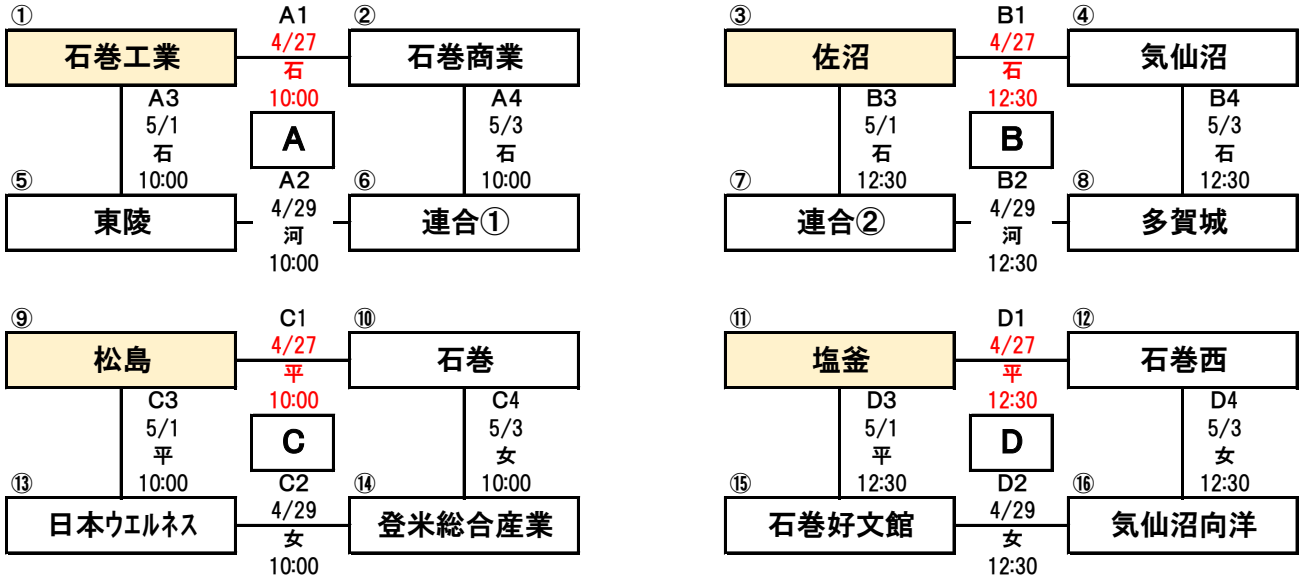 ① A1 ②
石巻工業 4/27 石巻商業
石
A3 10:00 A4
5/1 A 5/3
石 石
10:00 A2 10:00
⑤ 4/29 ⑥
東陵 河 連合①
10:00
③ B1 ④
佐沼 4/27 気仙沼
石
B3 12:30 B4
5/1 B 5/3
石 石
12:30 B2 12:30
⑦ 4/29 ⑧
連合② 河 多賀城
12:30
⑨ C1 ⑩
松島 4/27 石巻
平
C3 10:00 C4
5/1 C 5/3
平 女
10:00 C2 10:00
⑬ 4/29 ⑭
日本ウエルネス 女 登米総合産業
10:00
⑪ D1 ⑫
塩釜 4/27 石巻西
平
D3 12:30 D4
5/1 D 5/3
平 女
12:30 D2 12:30
⑮ 4/29 ⑯
石巻好文館 女 気仙沼向洋
12:30